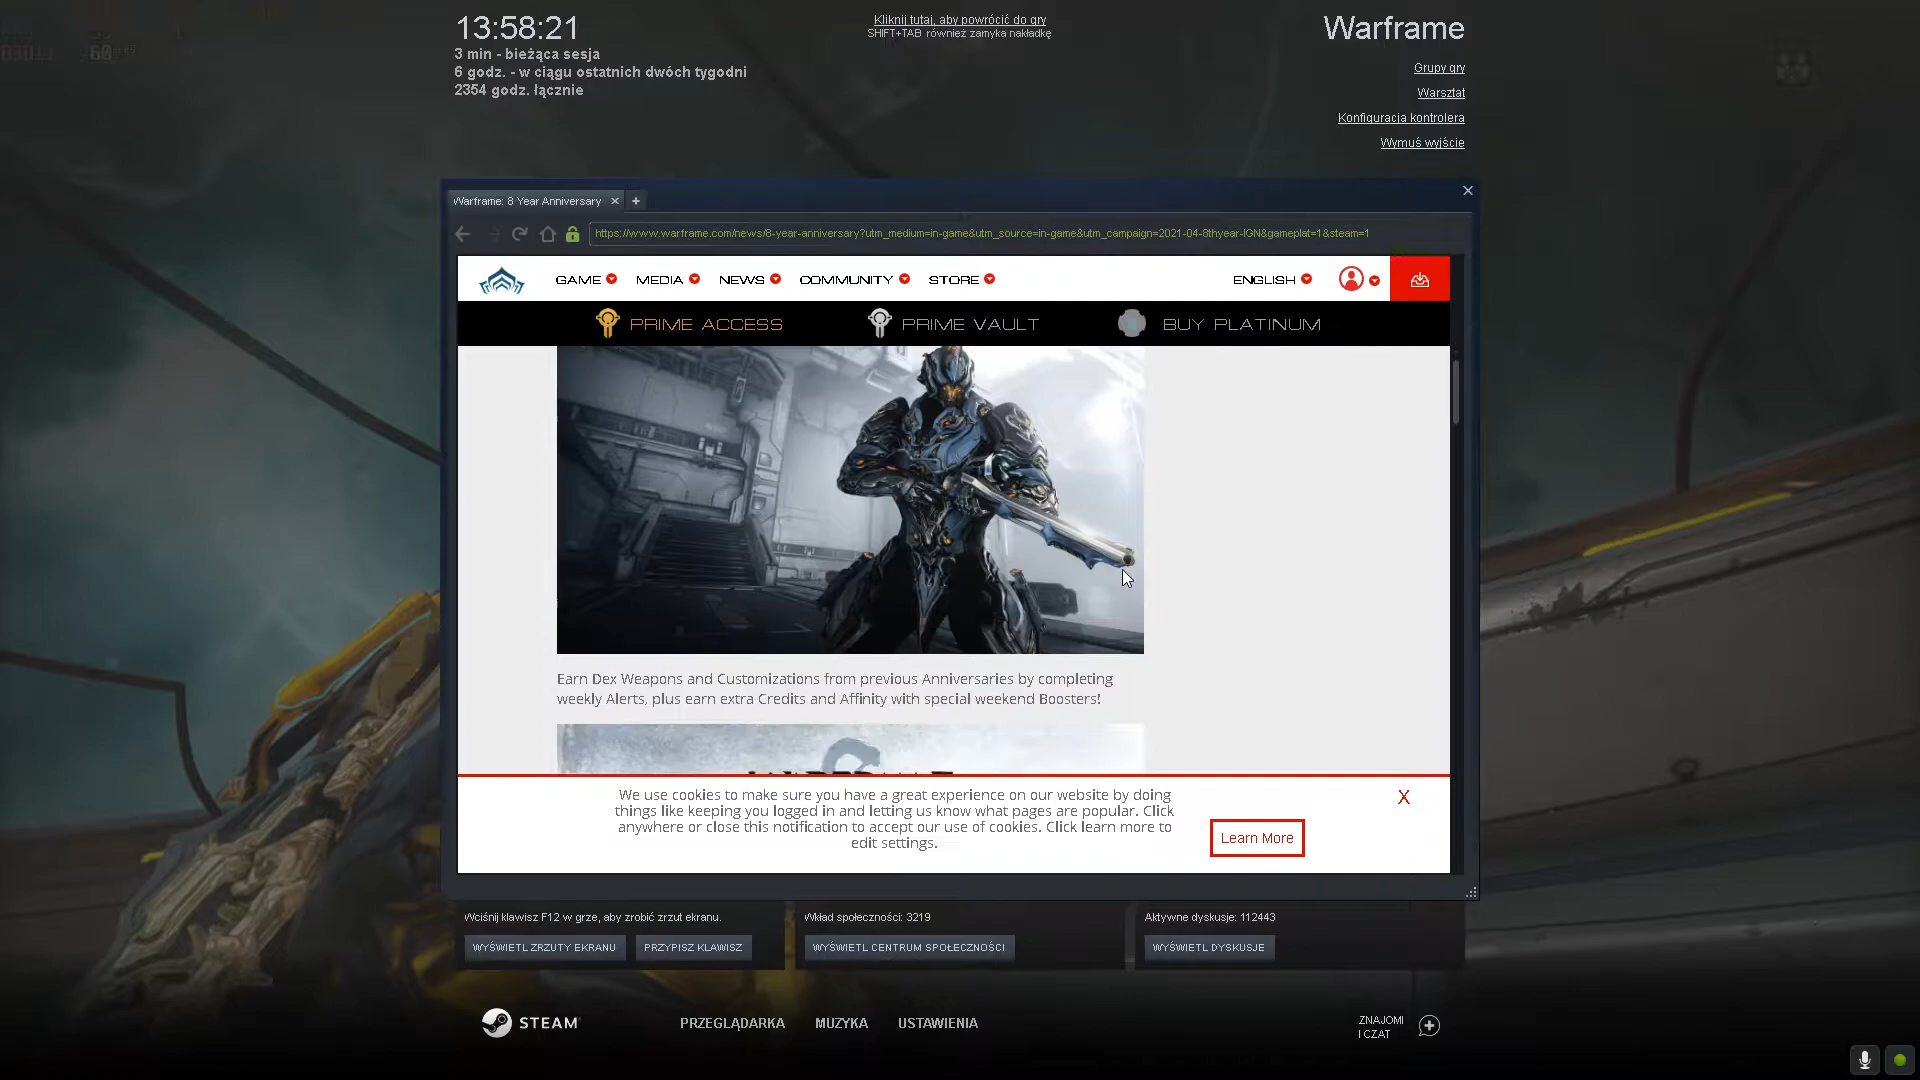 13:58:21
3 min - bieżąca sesja
6 godz. - w ciągu ostatnich dwóch tygodni
2354 godz. łącznie
Kliknij tutaj, aby powrócić do gry
SHIFT+TAB również zamyka nakładkę
Warframe
Grupy gry
Warsztat
Konfiguracja kontrolera
Wymuś wyjście
Warframe: 8 Year Anniversary
https://www.warframe.com/news/8-year-anniversary?utm_medium=in-game&utm_source=in-game&utm_campaign=2021-04-8thyear-IGN&gameplat=1&steam=1
GAME MEDIA NEWS COMMUNITY STORE ENGLISH
PRIME ACCESS PRIME VAULT BUY PLATINUM
Earn Dex Weapons and Customizations from previous Anniversaries by completing
weekly Alerts, plus earn extra Credits and Affinity with special weekend Boosters!
We use cookies to make sure you have a great experience on our website by doing
things like keeping you logged in and letting us know what pages are popular. Click
anywhere or close this notification to accept our use of cookies. Click learn more to
edit settings.
X
Learn More
Wciśnij klawisz F12 w grze, aby zrobić zrzut ekranu.
WYŚWIETL ZRZUTY EKRANU PRZYPISZ KLAWISZ
Wkład społeczności: 3219
WYŚWIETL CENTRUM SPOŁECZNOŚCI
Aktywne dyskusje: 112443
WYŚWIETL DYSKUSJE
STEAM
PRZEGLĄDARKA MUZYKA USTAWIENIA
ZNAJOMI
I CZAT